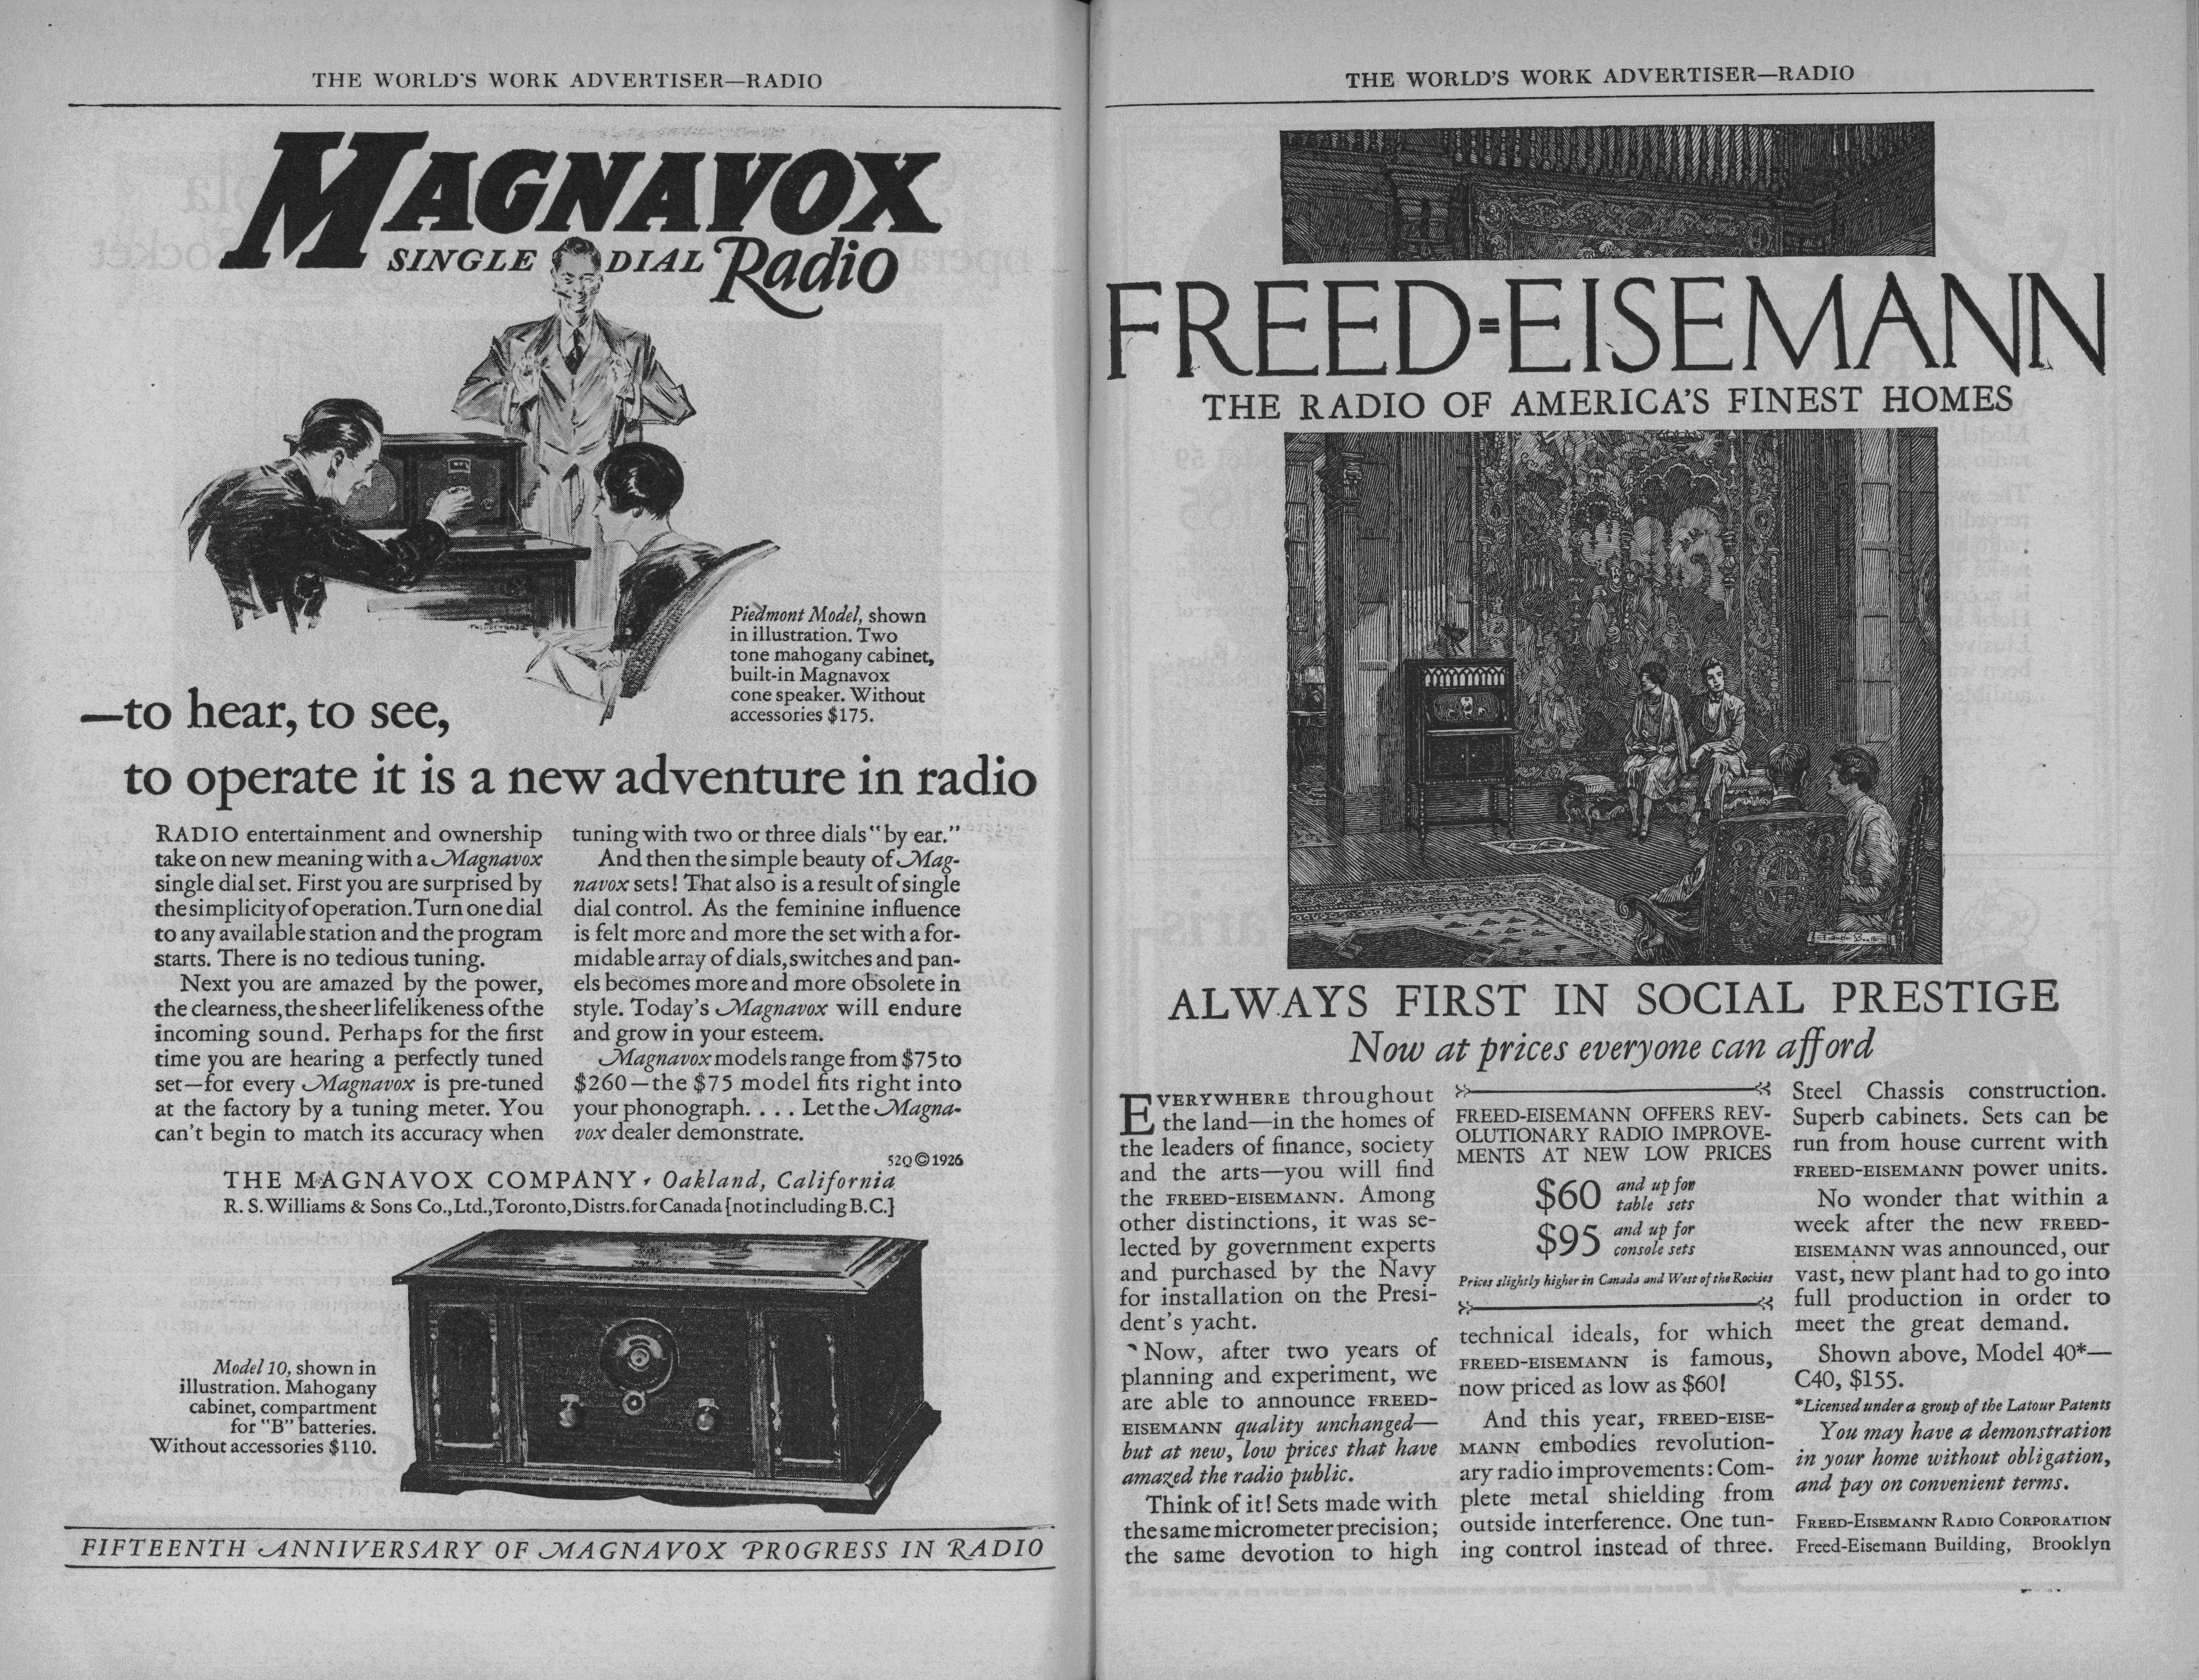 THE WORLD'S WORK ADVERTISER—RADIO
MAGNAVOX
SINGLE DIAL Radio
Piedmont Model, shown
in illustration. Two
tone mahogany cabinet,
built-in Magnavox
cone speaker. Without
accessories $175.
—to hear, to see,
to operate it is a new adventure in radio
RADIO entertainment and ownership
take on new meaning with a Magnavox
single dial set. First you are surprised by
the simplicity of operation. Turn one dial
to any available station and the program
starts. There is no tedious tuning.
Next you are amazed by the power,
the clearness, the sheer lifelikeness of the
incoming sound. Perhaps for the first
time you are hearing a perfectly tuned
set—for every Magnavox is pre-tuned
at the factory by a tuning meter. You
can't begin to match its accuracy when
tuning with two or three dials "by ear."
And then the simple beauty of Mag-
navox sets! That also is a result of single
dial control. As the feminine influence
is felt more and more the set with a for-
midable array of dials, switches and pan-
els becomes more and more obsolete in
style. Today's Magnavox will endure
and grow in your esteem.
Magnavox models range from $75 to
$260—the $75 model fits right into
your phonograph. . . . Let the Magna-
vox dealer demonstrate.
52Q © 1926
THE MAGNAVOX COMPANY, Oakland, California
R. S. Williams & Sons Co., Ltd., Toronto, Distrs. for Canada [not including B.C.]
Model 10, shown in
illustration. Mahogany
cabinet, compartment
for "B" batteries.
Without accessories $110.
FIFTEENTH ANNIVERSARY OF MAGNAVOX PROGRESS IN RADIO
THE WORLD'S WORK ADVERTISER—RADIO
FREED=EISEMANN
THE RADIO OF AMERICA'S FINEST HOMES
ALWAYS FIRST IN SOCIAL PRESTIGE
Now at prices everyone can afford
EVERYWHERE throughout
the land—in the homes of
the leaders of finance, society
and the arts—you will find
the FREED-EISEMANN. Among
other distinctions, it was se-
lected by government experts
and purchased by the Navy
for installation on the Presi-
dent's yacht.
Now, after two years of
planning and experiment, we
are able to announce FREED-
EISEMANN quality unchanged—
but at new, low prices that have
amazed the radio public.
Think of it! Sets made with
the same micrometer precision;
the same devotion to high
FREED-EISEMANN OFFERS REV-
OLUTIONARY RADIO IMPROVE-
MENTS AT NEW LOW PRICES
$60 and up for table sets
$95 and up for console sets
Prices slightly higher in Canada and West of the Rockies
technical ideals, for which
FREED-EISEMANN is famous,
now priced as low as $60!
And this year, FREED-EISE-
MANN embodies revolution-
ary radio improvements: Com-
plete metal shielding from
outside interference. One tun-
ing control instead of three.
Steel Chassis construction.
Superb cabinets. Sets can be
run from house current with
FREED-EISEMANN power units.
No wonder that within a
week after the new FREED-
EISEMANN was announced, our
vast, new plant had to go into
full production in order to
meet the great demand.
Shown above, Model 40*—
C40, $155.
*Licensed under a group of the Latour Patents
You may have a demonstration
in your home without obligation,
and pay on convenient terms.
FREED-EISEMANN RADIO CORPORATION
Freed-Eisemann Building, Brooklyn